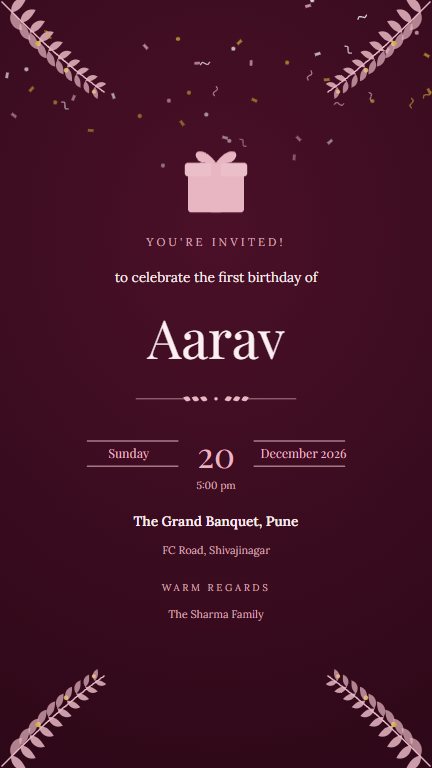 YOU'RE INVITED!
to celebrate the first birthday of
Aarav
Sunday 20 December 2026
5:00 pm
The Grand Banquet, Pune
FC Road, Shivajinagar
WARM REGARDS
The Sharma Family